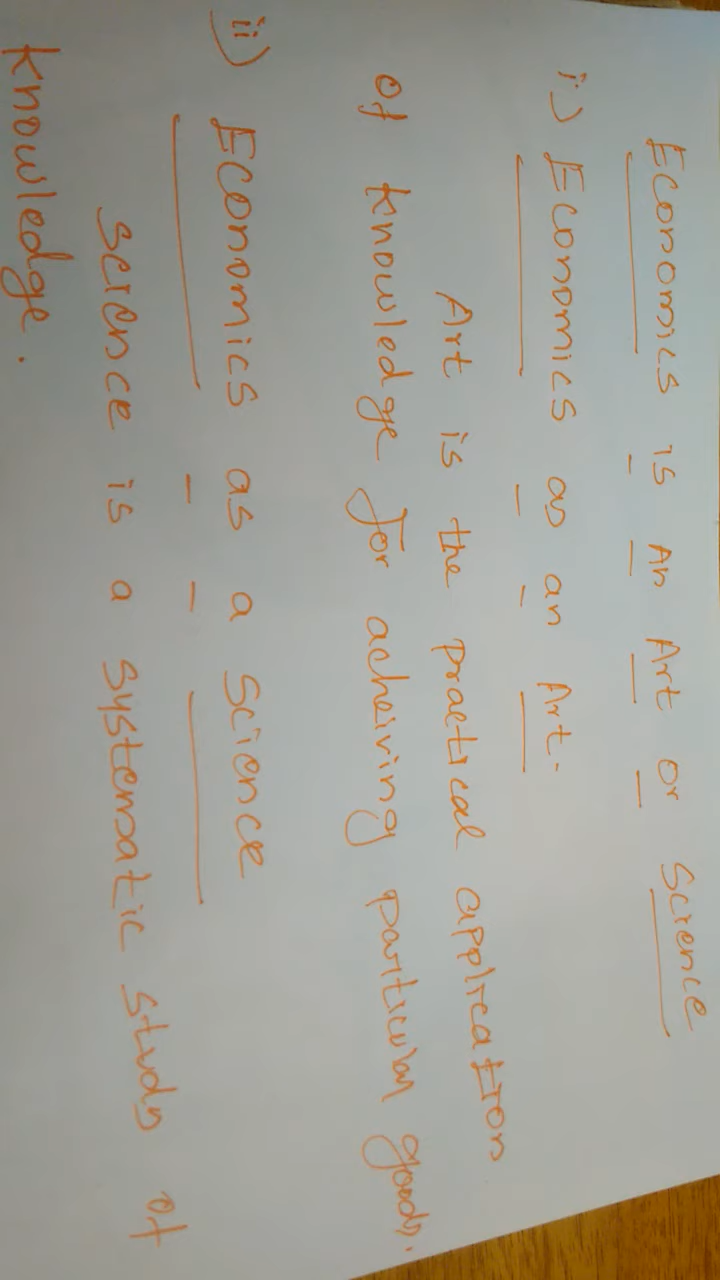 Economics is An Art or Science
i) Economics as an Art.
Art is the practical application
of knowledge for acheiving particular goods.
ii) Economics as a Science
Science is a systematic study of
knowledge.